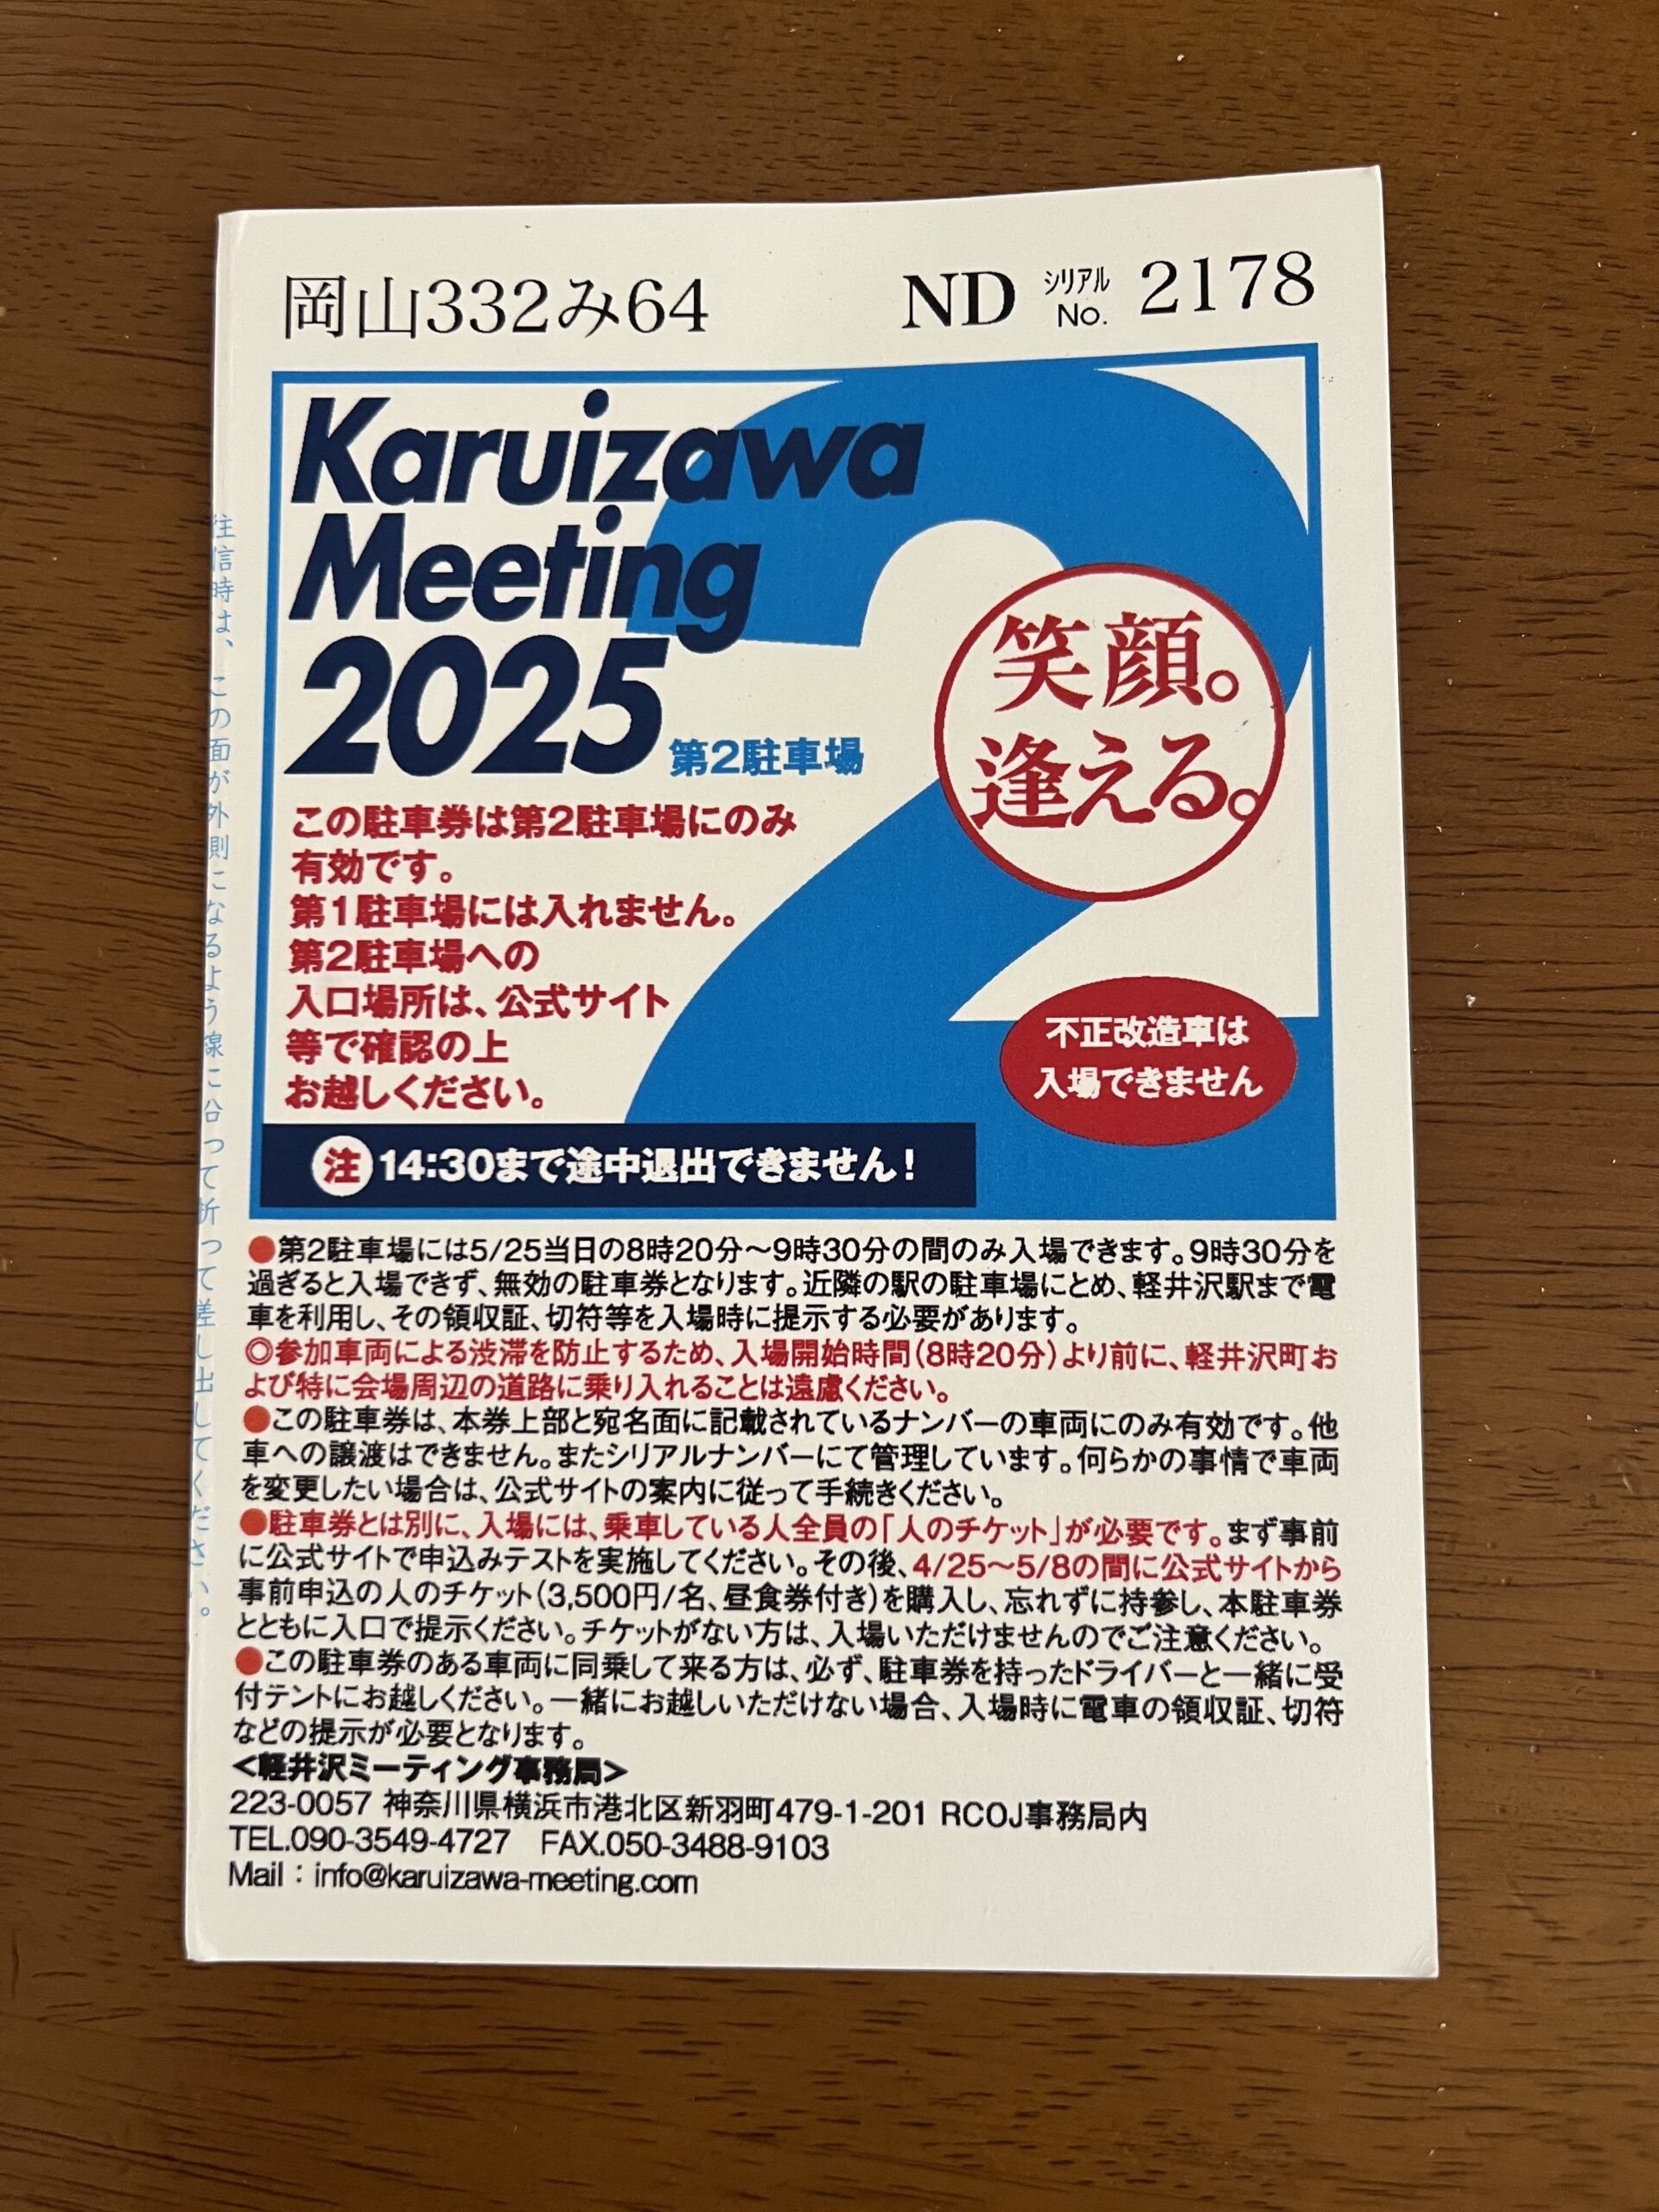 岡山332み64 ND シリアルNo. 2178
Karuizawa
Meeting
2025 第2駐車場
笑顔。
逢える。
この駐車券は第2駐車場にのみ
有効です。
第1駐車場には入れません。
第2駐車場への
入口場所は、公式サイト
等で確認の上
お越しください。
不正改造車は
入場できません
注 14:30まで途中退出できません!
●第2駐車場には5/25当日の8時20分～9時30分の間のみ入場できます。9時30分を
過ぎると入場できず、無効の駐車券となります。近隣の駅の駐車場にとめ、軽井沢駅まで電
車を利用し、その領収証、切符等を入場時に提示する必要があります。
◎参加車両による渋滞を防止するため、入場開始時間(8時20分)より前に、軽井沢町お
よび特に会場周辺の道路に乗り入れることは遠慮ください。
●この駐車券は、本券上部と宛名面に記載されているナンバーの車両にのみ有効です。他
車への譲渡はできません。またシリアルナンバーにて管理しています。何らかの事情で車両
を変更したい場合は、公式サイトの案内に従って手続きください。
●駐車券とは別に、入場には、乗車している人全員の「人のチケット」が必要です。まず事前
に公式サイトで申込みテストを実施してください。その後、4/25～5/8の間に公式サイトから
事前申込の人のチケット(3,500円/名、昼食券付き)を購入し、忘れずに持参し、本駐車券
とともに入口で提示ください。チケットがない方は、入場いただけませんのでご注意ください。
●この駐車券のある車両に同乗して来る方は、必ず、駐車券を持ったドライバーと一緒に受
付テントにお越しください。一緒にお越しいただけない場合、入場時に電車の領収証、切符
などの提示が必要となります。
<軽井沢ミーティング事務局>
223-0057 神奈川県横浜市港北区新羽町479-1-201 RCOJ事務局内
TEL.090-3549-4727 FAX.050-3488-9103
Mail : info@karuizawa-meeting.com
往信時は、この面が外側になるよう線に沿って折って差し出してください。